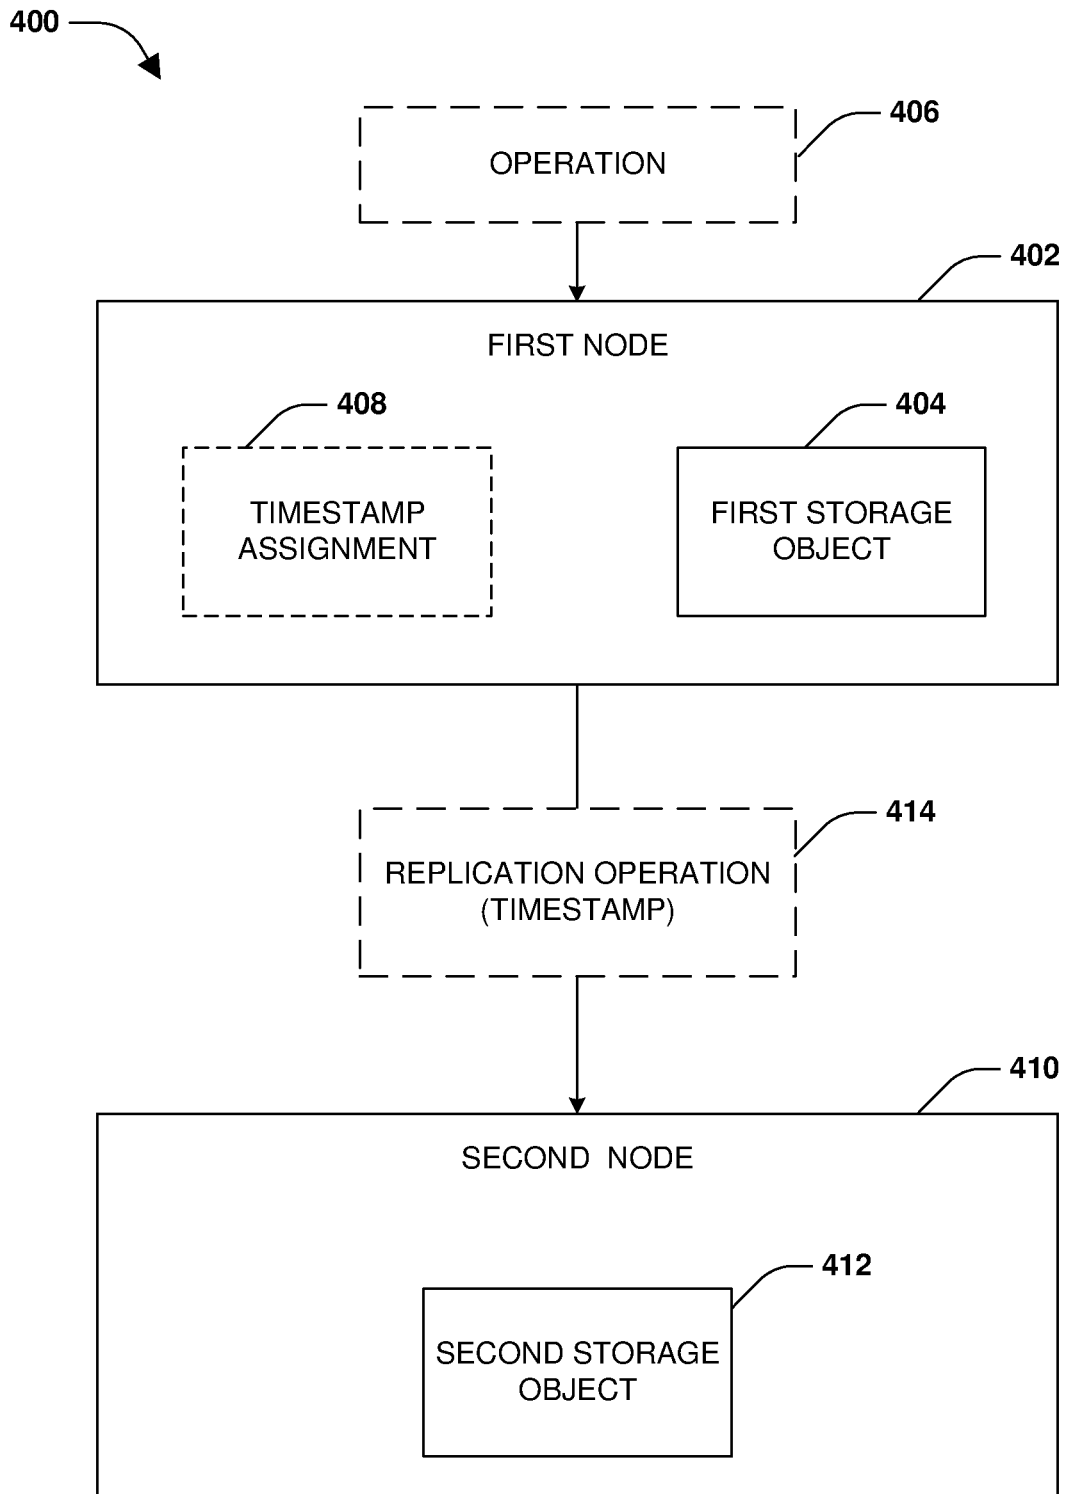 400
406
OPERATION
402
FIRST NODE
408
404
TIMESTAMP
ASSIGNMENT
FIRST STORAGE
OBJECT
414
REPLICATION OPERATION
(TIMESTAMP)
410
SECOND NODE
412
SECOND STORAGE
OBJECT